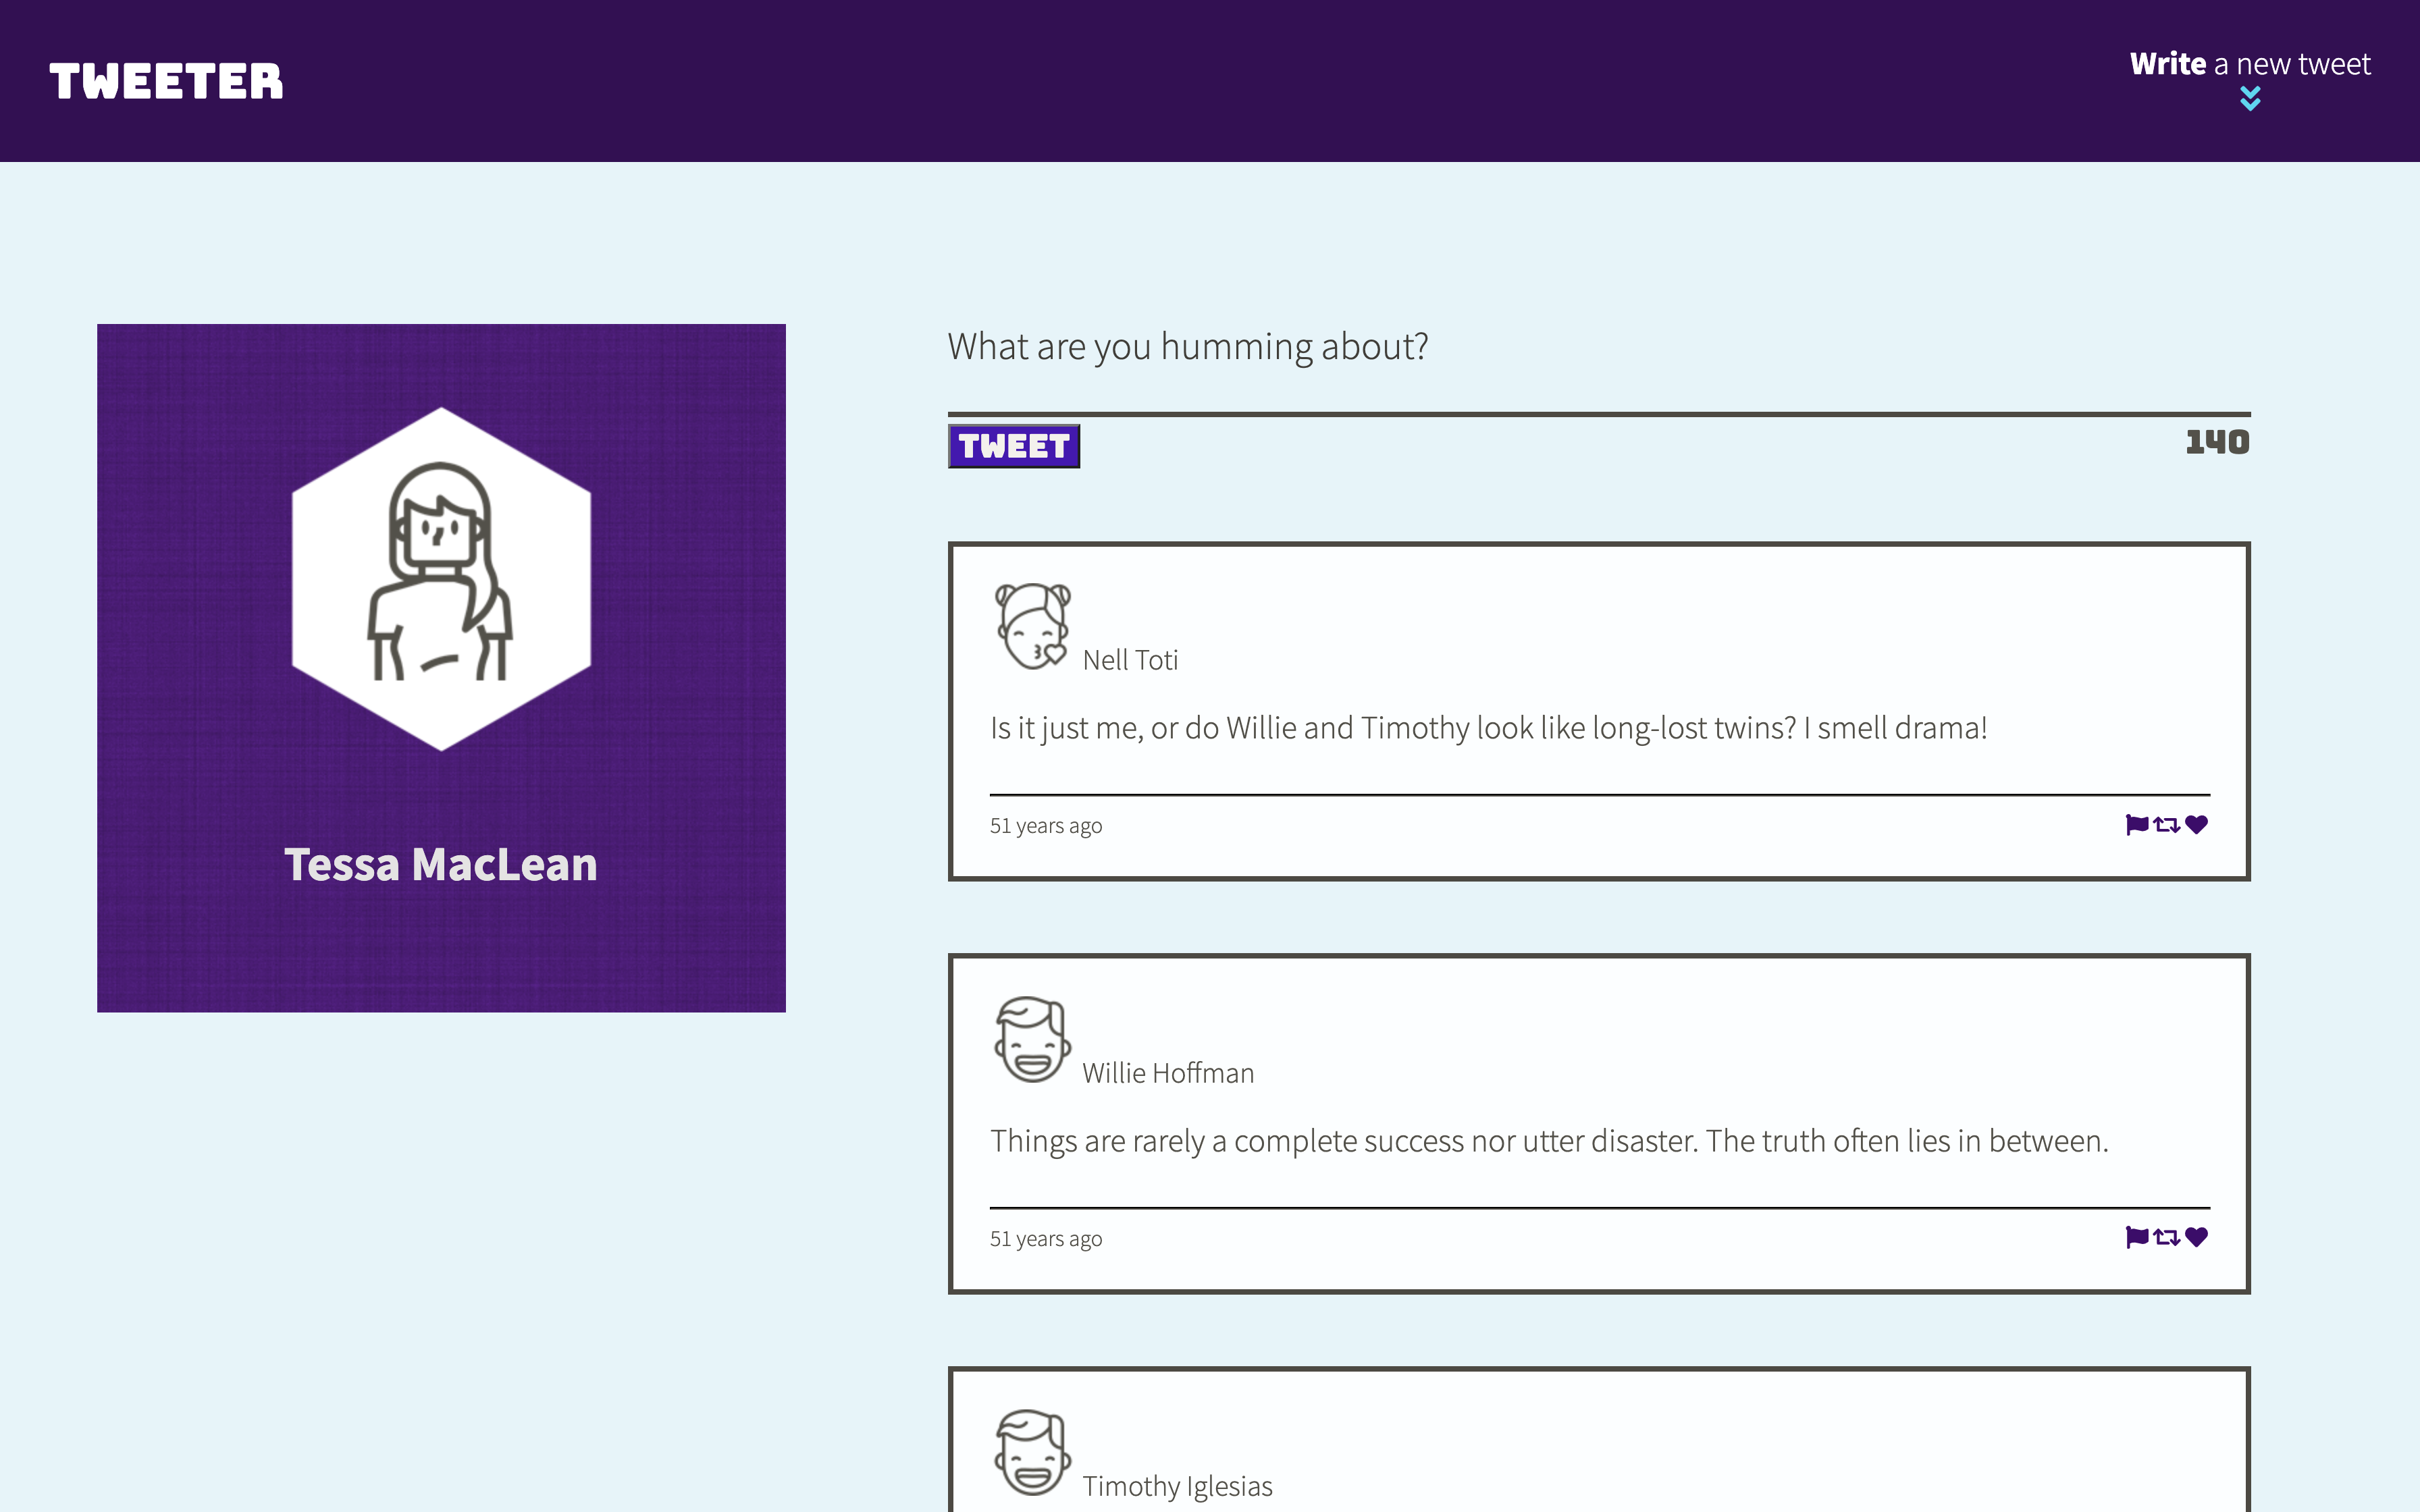 TWEETER
Write a new tweet
Tessa MacLean
What are you humming about?
TWEET
140
Nell Toti
Is it just me, or do Willie and Timothy look like long-lost twins? I smell drama!
51 years ago
Willie Hoffman
Things are rarely a complete success nor utter disaster. The truth often lies in between.
51 years ago
Timothy Iglesias